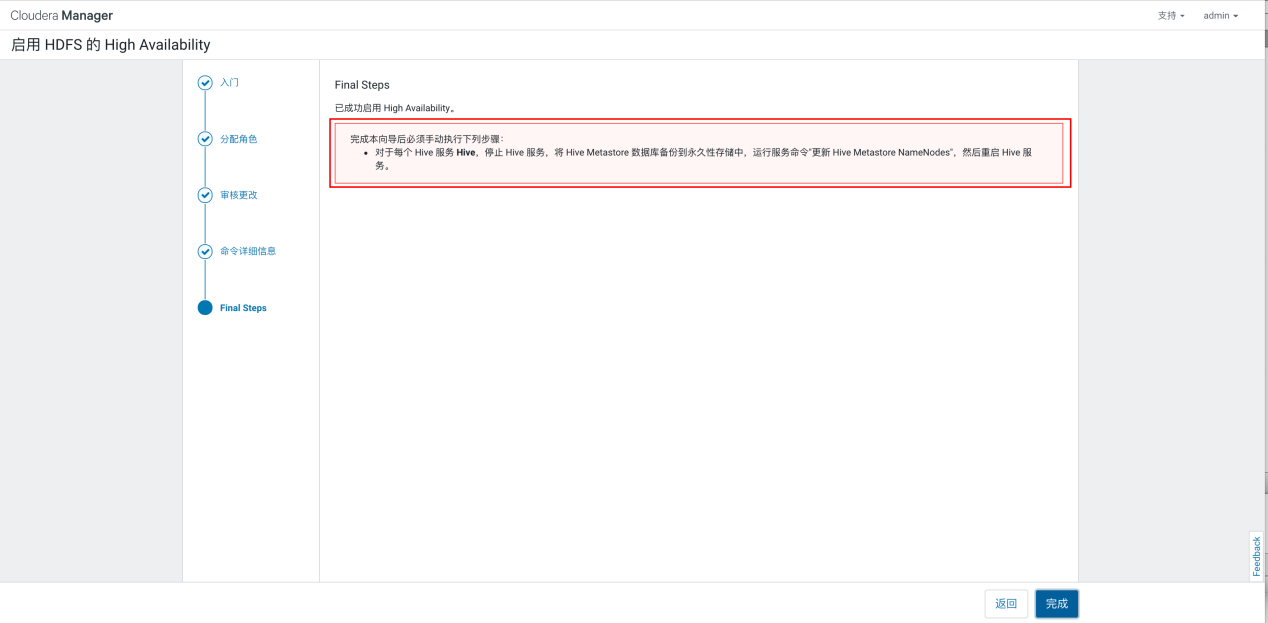 Cloudera Manager
支持
admin
启用 HDFS 的 High Availability
入门
分配角色
审核更改
命令详细信息
Final Steps
Final Steps
已成功启用 High Availability。
完成本向导后必须手动执行下列步骤：
对于每个 Hive 服务 Hive，停止 Hive 服务，将 Hive Metastore 数据库备份到永久性存储中，运行服务命令"更新 Hive Metastore NameNodes"，然后重启 Hive 服
务。
Feedback
返回
完成